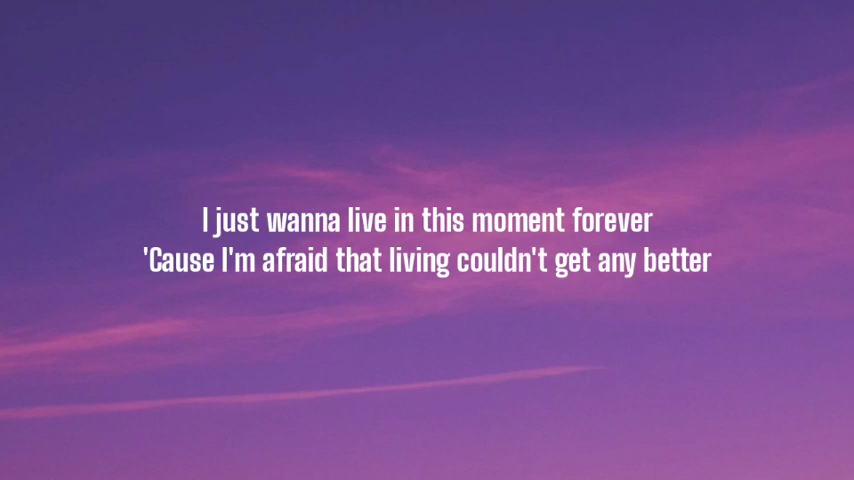 I just wanna live in this moment forever
'Cause I'm afraid that living couldn't get any better